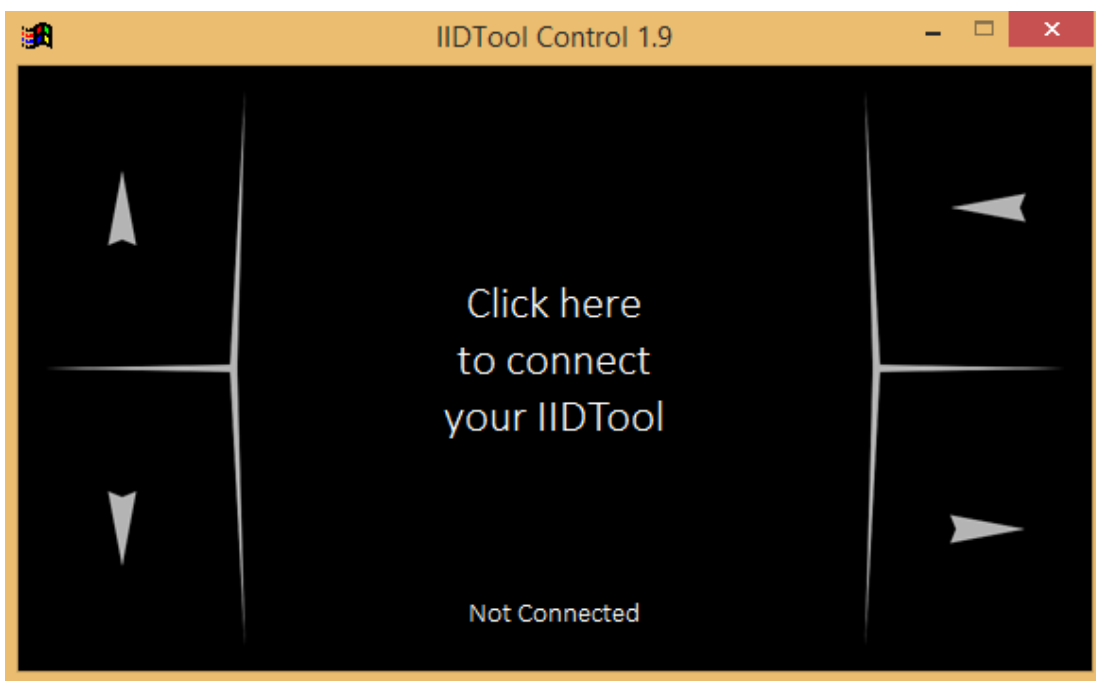 IIDTool Control 1.9
Click here
to connect
your IIDTool
Not Connected